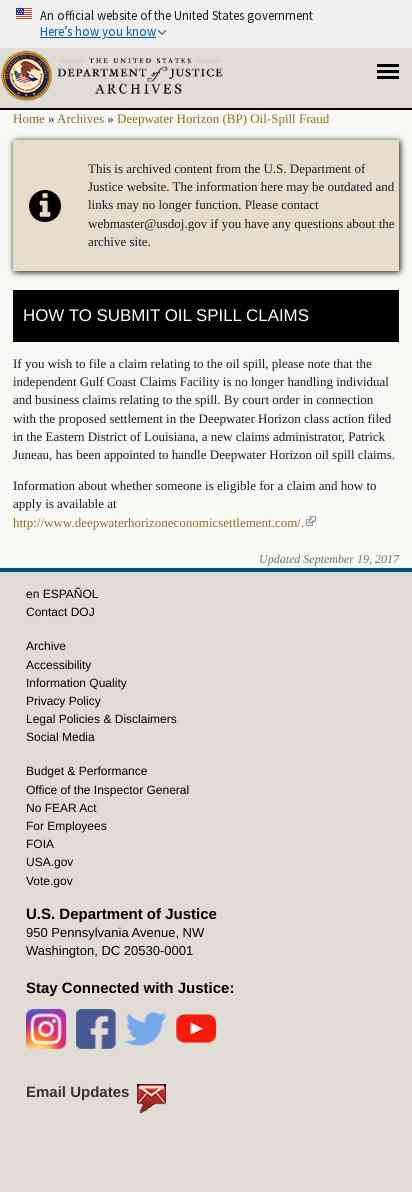 An official website of the United States government
Here's how you know
THE UNITED STATES
DEPARTMENT of JUSTICE
ARCHIVES
Home » Archives » Deepwater Horizon (BP) Oil-Spill Fraud
This is archived content from the U.S. Department of
Justice website. The information here may be outdated and
links may no longer function. Please contact
webmaster@usdoj.gov if you have any questions about the
archive site.
HOW TO SUBMIT OIL SPILL CLAIMS
If you wish to file a claim relating to the oil spill, please note that the
independent Gulf Coast Claims Facility is no longer handling individual
and business claims relating to the spill. By court order in connection
with the proposed settlement in the Deepwater Horizon class action filed
in the Eastern District of Louisiana, a new claims administrator, Patrick
Juneau, has been appointed to handle Deepwater Horizon oil spill claims.
Information about whether someone is eligible for a claim and how to
apply is available at
http://www.deepwaterhorizoneconomicsettlement.com/.
Updated September 19, 2017
en ESPAÑOL
Contact DOJ
Archive
Accessibility
Information Quality
Privacy Policy
Legal Policies & Disclaimers
Social Media
Budget & Performance
Office of the Inspector General
No FEAR Act
For Employees
FOIA
USA.gov
Vote.gov
U.S. Department of Justice
950 Pennsylvania Avenue, NW
Washington, DC 20530-0001
Stay Connected with Justice:
Email Updates